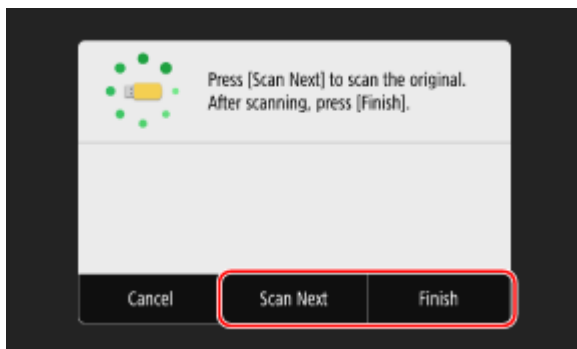 Press [Scan Next] to scan the original.
After scanning, press [Finish].
Cancel Scan Next Finish